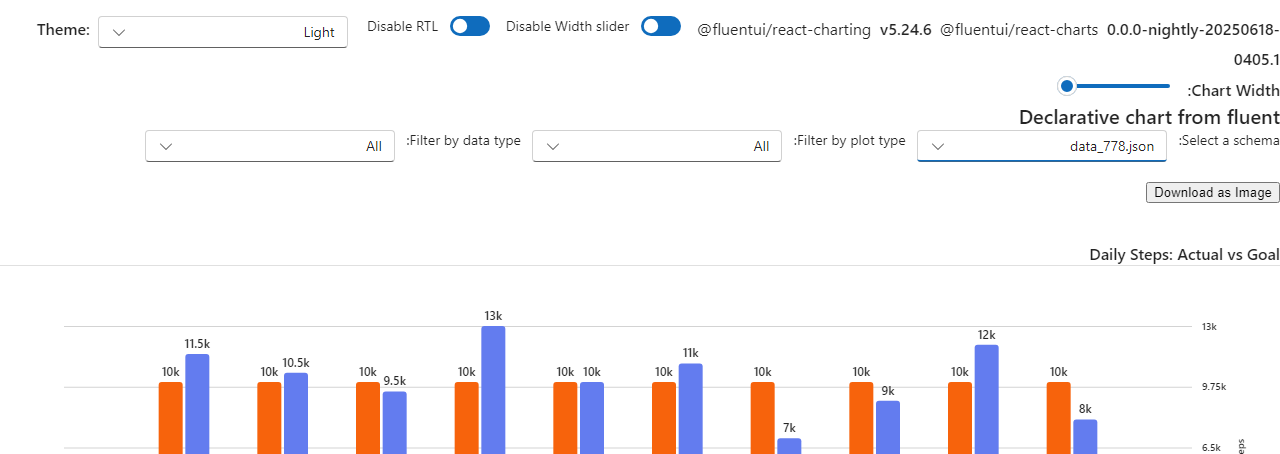 Theme: Light Disable RTL Disable Width slider @fluentui/react-charting v5.24.6 @fluentui/react-charts 0.0.0-nightly-20250618-
0405.1
:Chart Width
Declarative chart from fluent
All :Filter by data type All :Filter by plot type data_778.json :Select a schema
Download as Image
Daily Steps: Actual vs Goal
13k 13k
12k
11.5k
11k
10.5k
10k 10k 10k 10k 10k 10k 10k 10k 10k 10k 10k
9.5k 9.75k
9k
8k
7k
6.5k